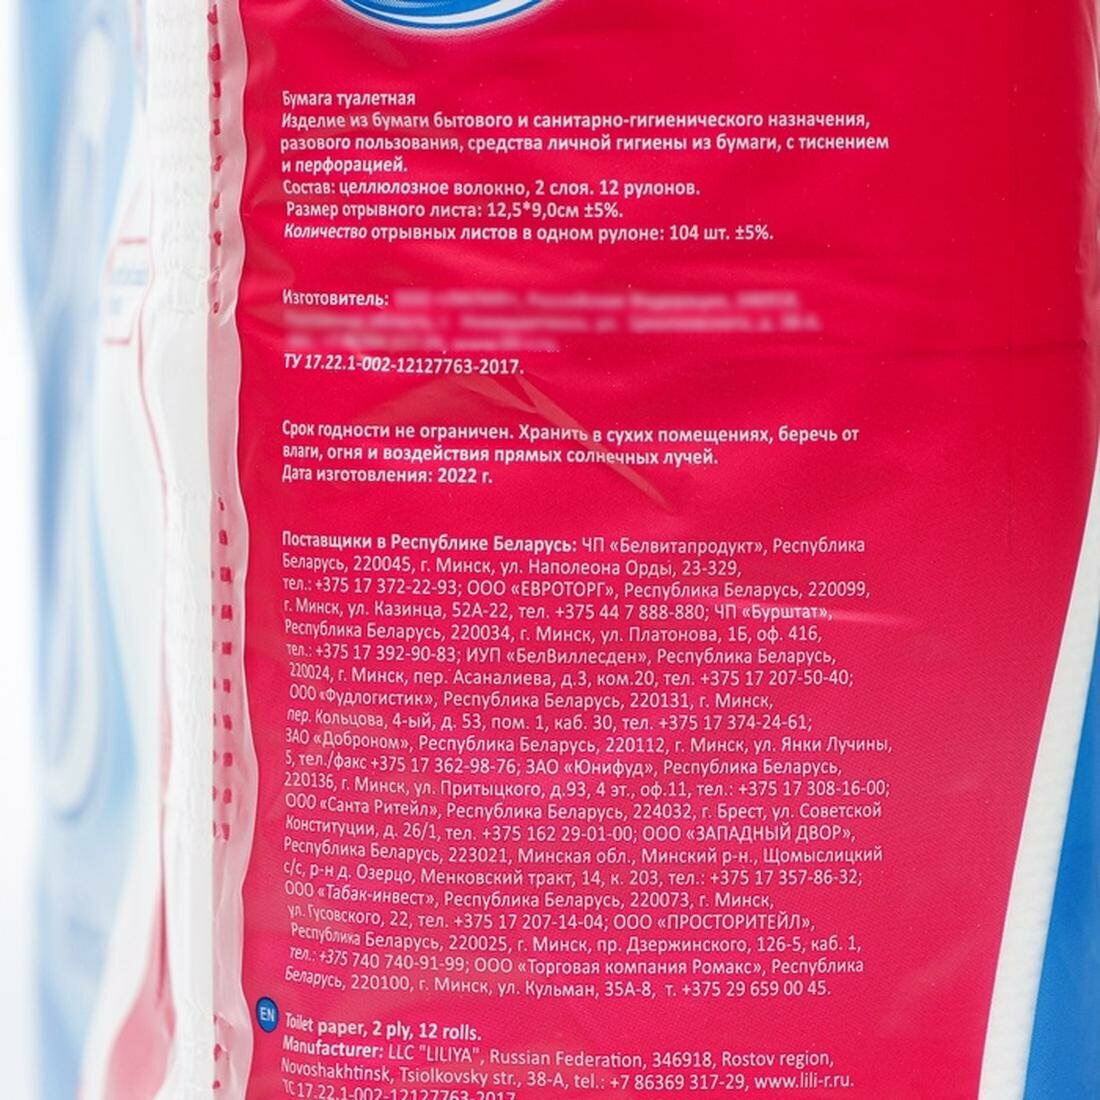 Бумага туалетная
Изделие из бумаги бытового и санитарно-гигиенического назначения,
разового пользования, средства личной гигиены из бумаги, с тиснением
и перфорацией.
Состав: целлюлозное волокно, 2 слоя. 12 рулонов.
Размер отрывного листа: 12,5*9,0см ±5%.
Количество отрывных листов в одном рулоне: 104 шт. ±5%.
Изготовитель:
ТУ 17.22.1-002-12127763-2017.
Срок годности не ограничен. Хранить в сухих помещениях, беречь от
влаги, огня и воздействия прямых солнечных лучей.
Дата изготовления: 2022 г.
Поставщики в Республике Беларусь: ЧП «Белвитапродукт», Республика
Беларусь, 220045, г. Минск, ул. Наполеона Орды, 23-329,
тел.: +375 17 372-22-93; ООО «ЕВРОТОРГ», Республика Беларусь, 220099,
г. Минск, ул. Казинца, 52А-22, тел. +375 44 7 888-880; ЧП «Бурштат»,
Республика Беларусь, 220034, г. Минск, ул. Платонова, 1Б, оф. 416,
тел.: +375 17 392-90-83; ИУП «БелВиллесден», Республика Беларусь,
220024, г. Минск, пер. Асаналиева, д.3, ком.20, тел. +375 17 207-50-40;
ООО «Фудлогистик», Республика Беларусь, 220131, г. Минск,
пер. Кольцова, 4-ый, д. 53, пом. 1, каб. 30, тел. +375 17 374-24-61;
ЗАО «Доброном», Республика Беларусь, 220112, г. Минск, ул. Янки Лучины,
5, тел./факс +375 17 362-98-76; ЗАО «Юнифуд», Республика Беларусь,
220136, г. Минск, ул. Притыцкого, д.93, 4 эт., оф.11, тел.: +375 17 308-16-00;
ООО «Санта Ритейл», Республика Беларусь, 224032, г. Брест, ул. Советской
Конституции, д. 26/1, тел. +375 162 29-01-00; ООО «ЗАПАДНЫЙ ДВОР»,
Республика Беларусь, 223021, Минская обл., Минский р-н., Щомыслицкий
с/с, р-н д. Озерцо, Менковский тракт, 14, к. 203, тел.: +375 17 357-86-32;
ООО «Табак-инвест», Республика Беларусь, 220073, г. Минск,
ул. Гусовского, 22, тел. +375 17 207-14-04; ООО «ПРОСТОРИТЕЙЛ»,
Республика Беларусь, 220025, г. Минск, пр. Дзержинского, 126-5, каб. 1,
тел.: +375 740 740-91-99; ООО «Торговая компания Ромакс», Республика
Беларусь, 220100, г. Минск, ул. Кульман, 35А-8, т. +375 29 659 00 45.
EN Toilet paper, 2 ply, 12 rolls.
Manufacturer: LLC "LILIYA", Russian Federation, 346918, Rostov region,
Novoshakhtinsk, Tsiolkovsky str., 38-A, tel.: +7 86369 317-29, www.lili-r.ru.
TC 17.22.1-002-12127763-2017.